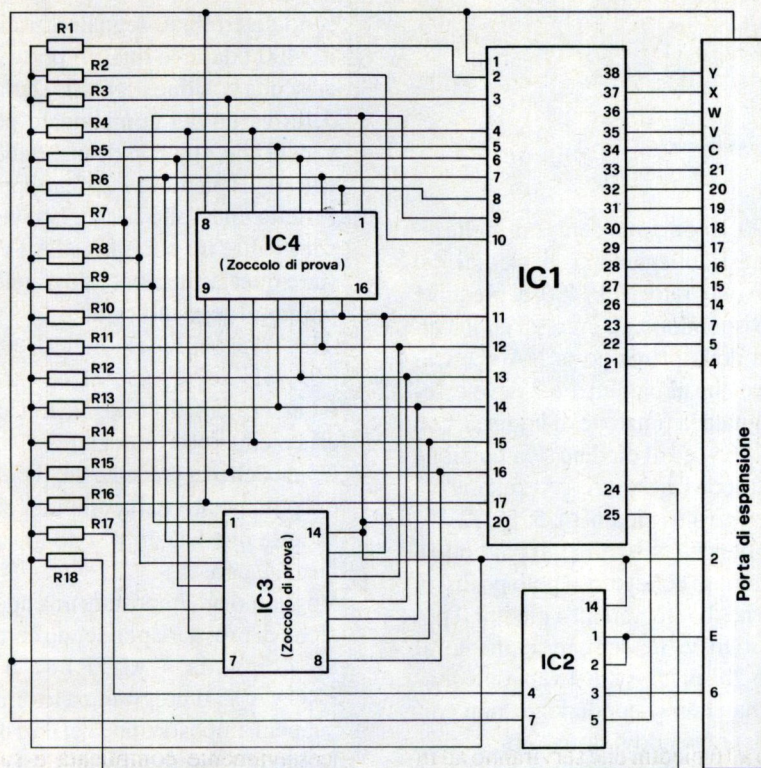 R1
R2
R3
R4
R5
R6
R7
R8
R9
R10
R11
R12
R13
R14
R15
R16
R17
R18
8 1
IC4
(Zoccolo di prova)
9 16
1 14
IC3
(Zoccolo di prova)
7 8
IC1
1
2
3
4
5
6
7
8
9
10
11
12
13
14
15
16
17
20
38 Y
37 X
36 W
35 V
34 C
33 21
32 20
31 19
30 18
29 17
28 16
27 15
26 14
23 7
22 5
21 4
24
25
2
E
6
IC2
14
1
2
4 3
7 5
Porta di espansione